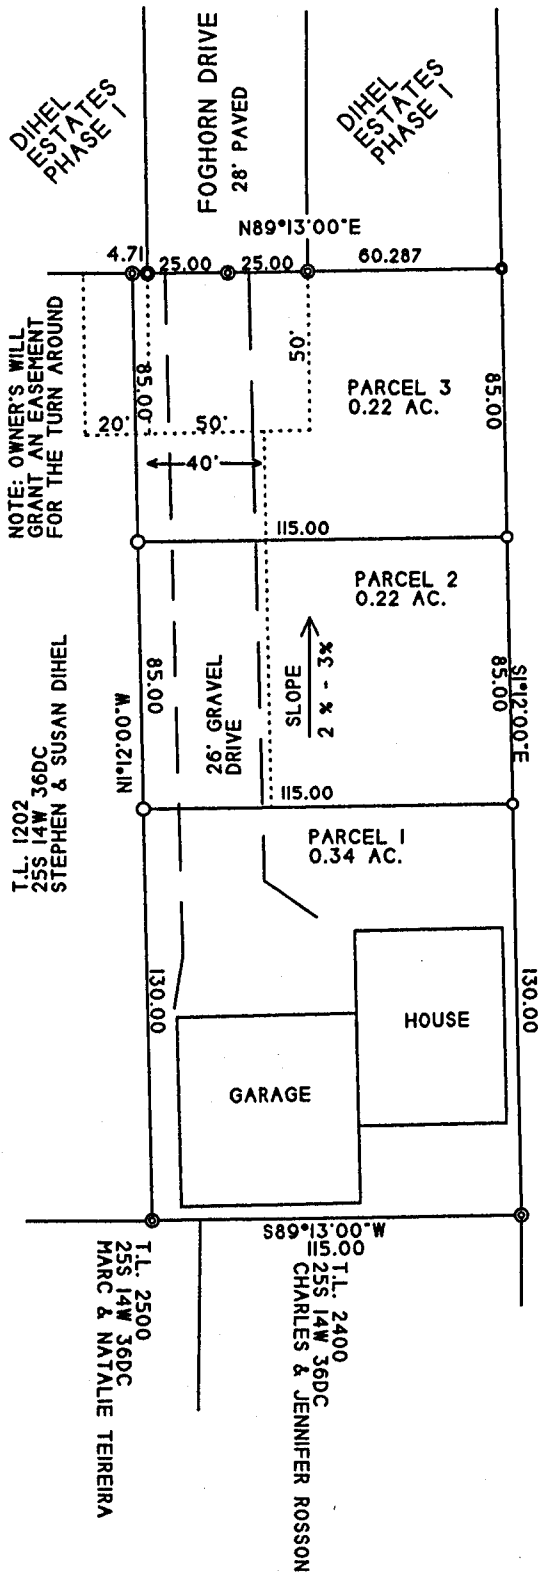 DIHEL
ESTATES
PHASE 1
FOGHORN DRIVE
28' PAVED
DIHEL
ESTATES
PHASE 1
N89°13'00"E
4.71
25.00
25.00
60.287
NOTE: OWNER'S WILL
GRANT AN EASEMENT
FOR THE TURN AROUND
85.00
50'
PARCEL 3
0.22 AC.
85.00
20'
50'
40'
115.00
PARCEL 2
0.22 AC.
T.L. 1202
25S 14W 36DC
STEPHEN & SUSAN DIHEL
85.00
N1°12'00"W
26' GRAVEL
DRIVE
SLOPE
2 % - 3%
85.00
S1°12'00"E
115.00
PARCEL 1
0.34 AC.
130.00
130.00
HOUSE
GARAGE
S89°13'00"W
115.00
T.L. 2500
25S 14W 36DC
MARC & NATALIE TEIREIRA
T.L. 2400
25S 14W 36DC
CHARLES & JENNIFER ROSSON